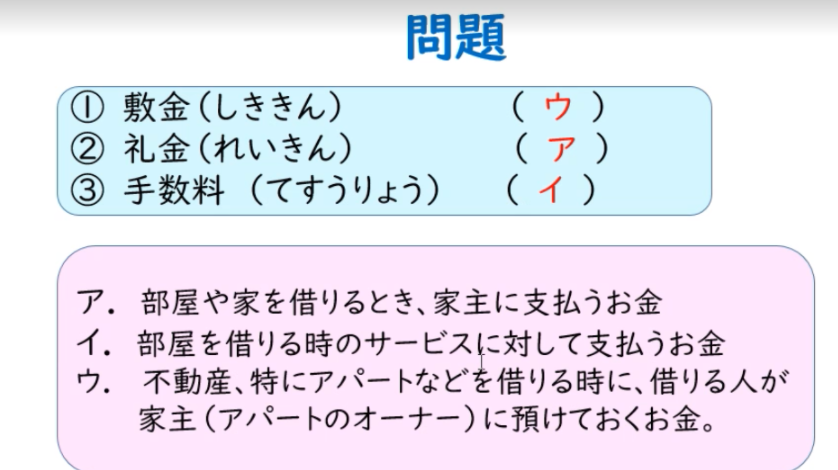 問題
① 敷金(しききん) ( ウ )
② 礼金(れいきん) ( ア )
③ 手数料 (てすうりょう) ( イ )
ア. 部屋や家を借りるとき、家主に支払うお金
イ. 部屋を借りる時のサービスに対して支払うお金
ウ. 不動産、特にアパートなどを借りる時に、借りる人が
家主(アパートのオーナー)に預けておくお金。